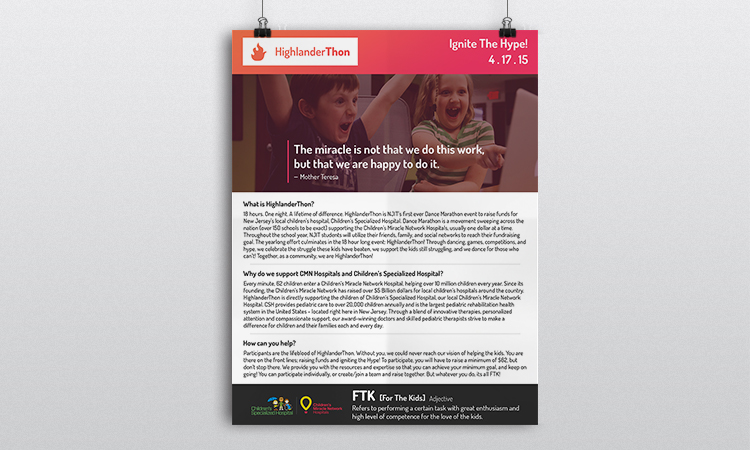 HighlanderThon
Ignite The Hype!
4 . 17 . 15
The miracle is not that we do this work,
but that we are happy to do it.
– Mother Teresa
What is HighlanderThon?
18 hours. One night. A lifetime of difference. HighlanderThon is NJIT's first ever Dance Marathon event to raise funds for
New Jersey's local children's hospital, Children's Specialized Hospital. Dance Marathon is a movement sweeping across the
nation (over 150 schools to be exact) supporting the Children's Miracle Network Hospitals, usually one dollar at a time.
Throughout the school year, NJIT students will utilize their friends, family, and social networks to reach their fundraising
goal. The yearlong effort culminates in the 18 hour long event: HighlanderThon! Through dancing, games, competitions, and
hype, we celebrate the struggle these kids have beaten, we support the kids still struggling, and we dance for those who
can't! Together, as a community, we are HighlanderThon!
Why do we support CMN Hospitals and Children's Specialized Hospital?
Every minute, 62 children enter a Children's Miracle Network Hospital, helping over 10 million children every year. Since its
founding, the Children's Miracle Network has raised over $5 Billion dollars for local children's hospitals around the country.
HighlanderThon is directly supporting the children of Children's Specialized Hospital, our local Children's Miracle Network
Hospital. CSH provides pediatric care to over 20,000 children annually and is the largest pediatric rehabilitation health
system in the United States - located right here in New Jersey. Through a blend of innovative therapies, personalized
attention and compassionate support, our award-winning doctors and skilled pediatric therapists strive to make a
difference for children and their families each and every day.
How can you help?
Participants are the lifeblood of HighlanderThon. Without you, we could never reach our vision of helping the kids. You are
there on the front lines; raising funds and igniting the Hype! To participate, you will have to raise a minimum of $62, but
don't stop there. We provide you with the resources and expertise so that you can achieve your minimum goal, and keep on
going! You can participate individually, or create/join a team and raise together. But whatever you do, its all FTK!
Children's
Specialized Hospital
Children's
Miracle Network
Hospitals
FTK [For The Kids] Adjective
Refers to performing a certain task with great enthusiasm and
high level of competence for the love of the kids.